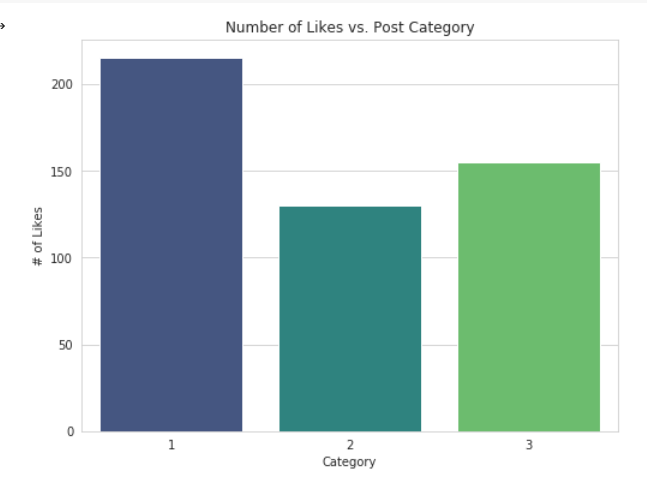 Number of Likes vs. Post Category
# of Likes
200
150
100
50
0
1 2 3
Category